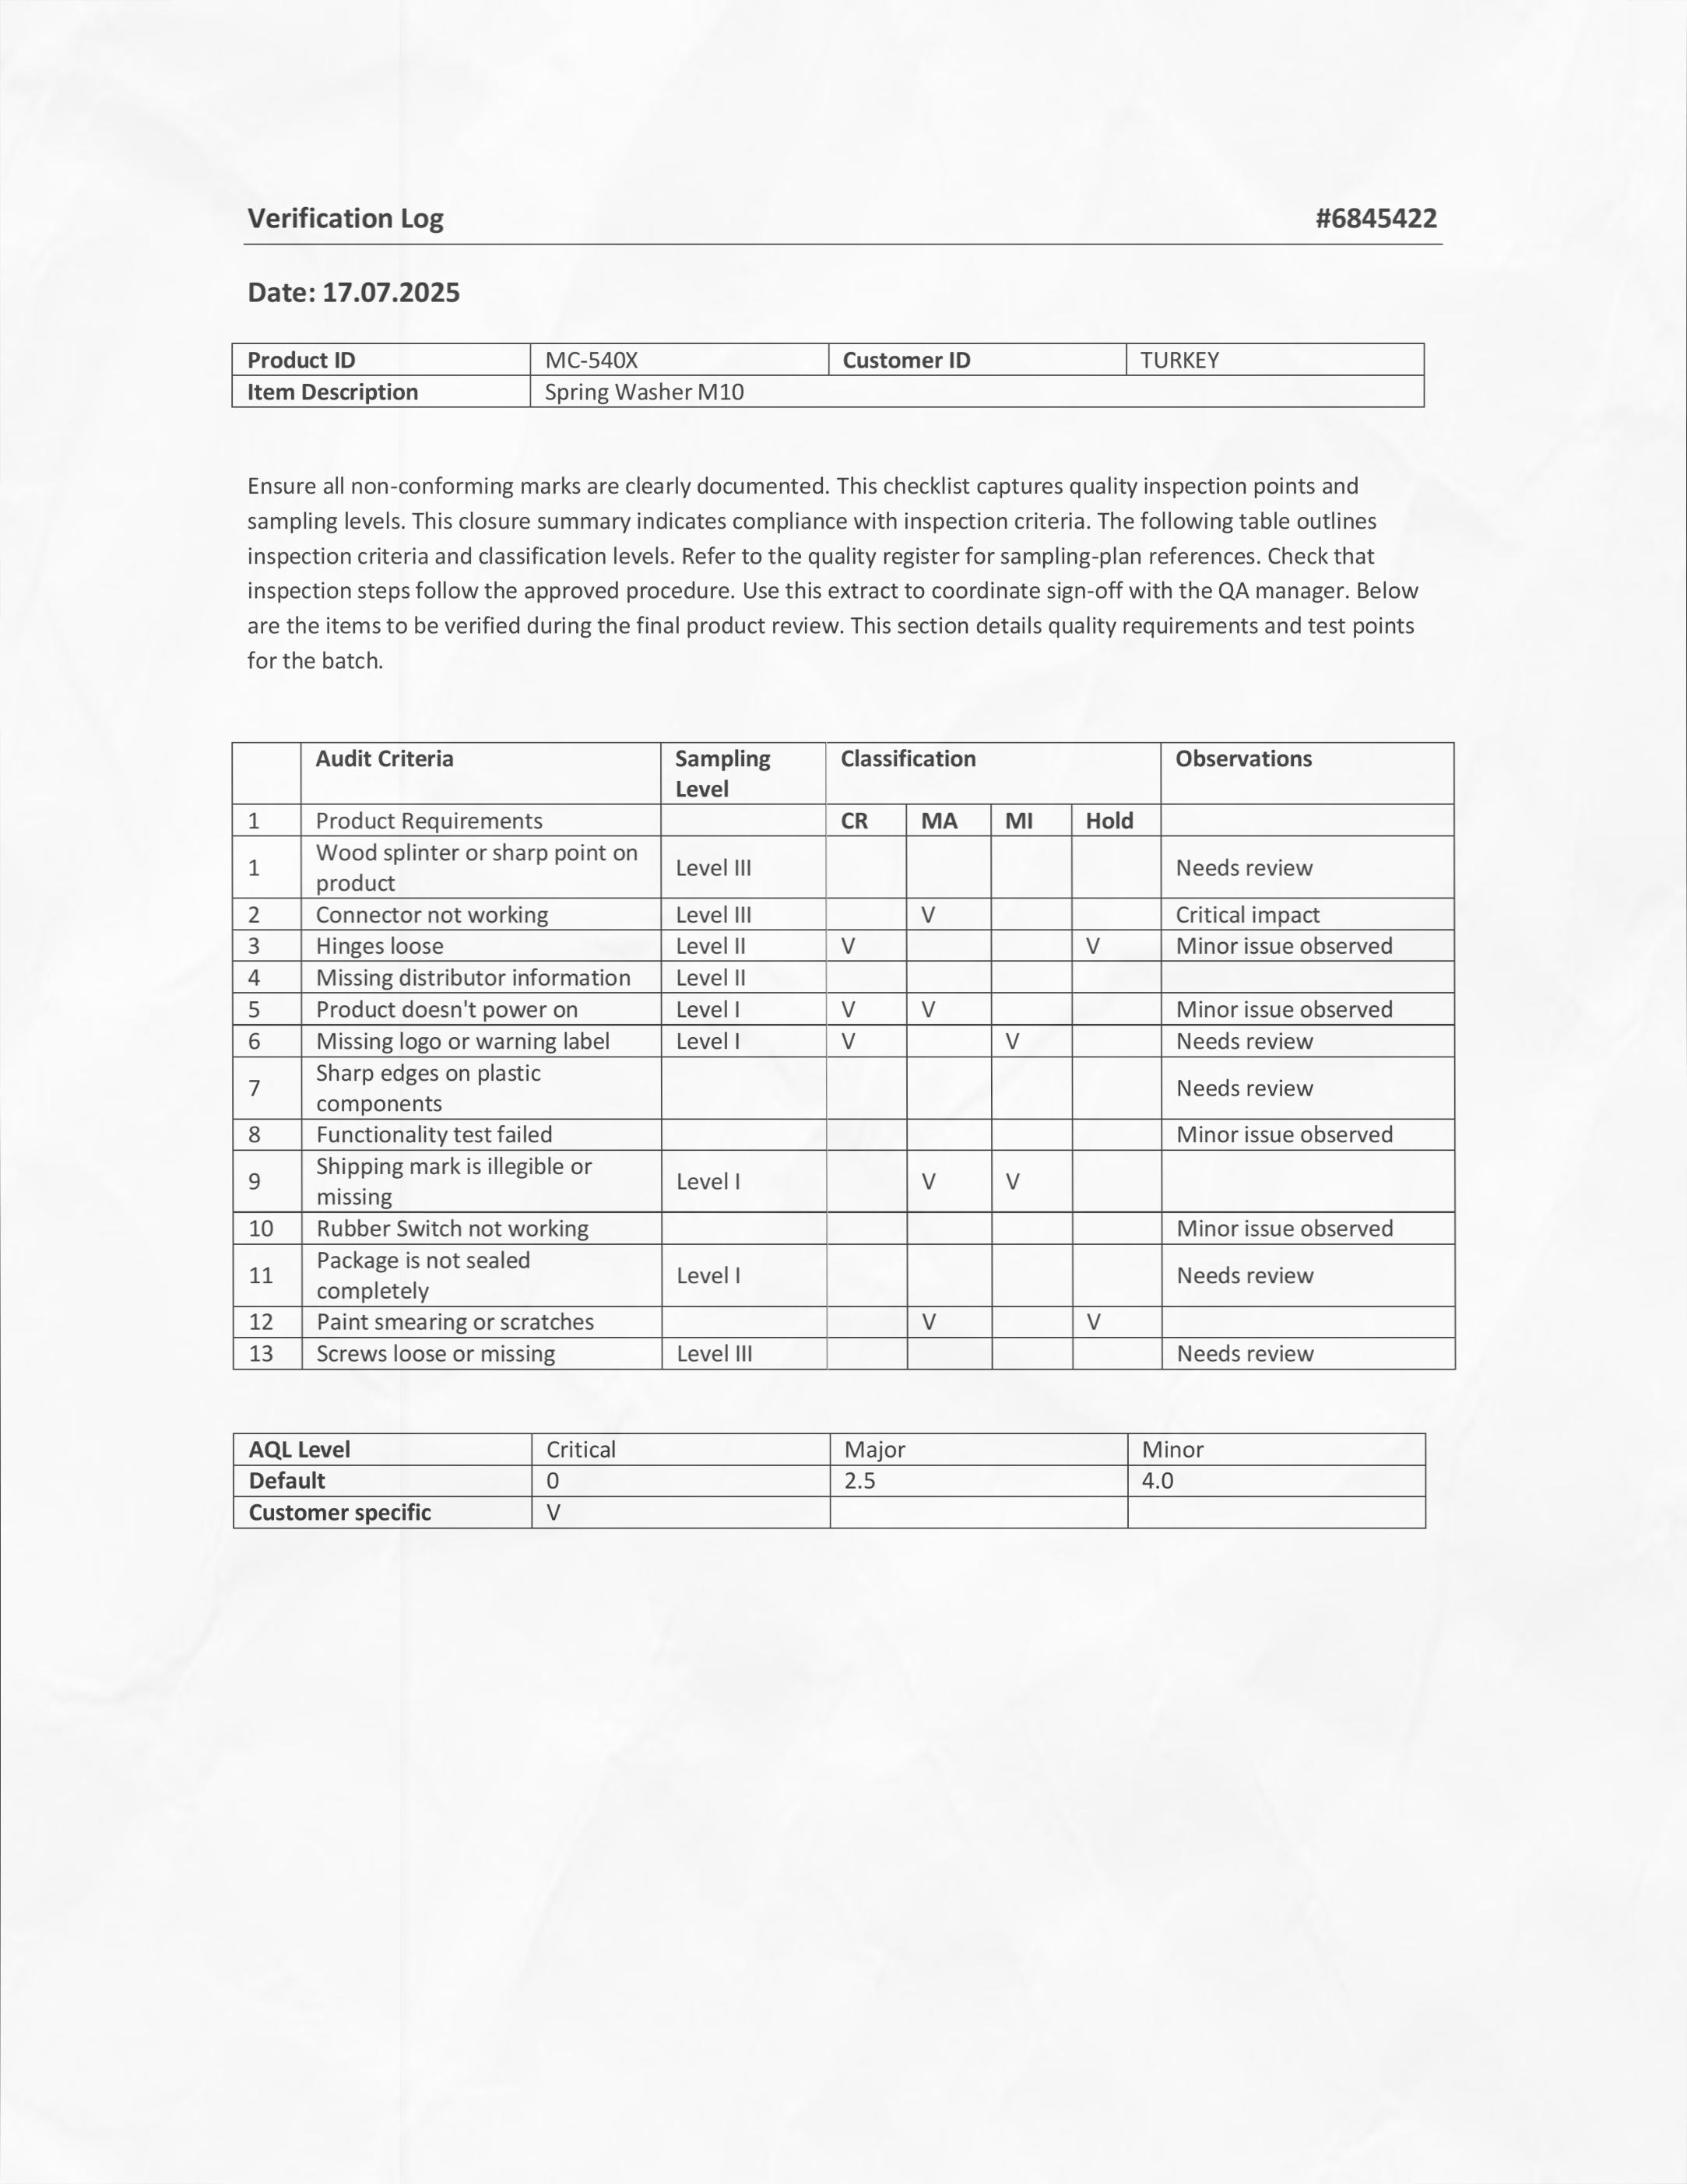 Verification Log #6845422
Date: 17.07.2025
Product ID MC-540X Customer ID TURKEY
Item Description Spring Washer M10
Ensure all non-conforming marks are clearly documented. This checklist captures quality inspection points and
sampling levels. This closure summary indicates compliance with inspection criteria. The following table outlines
inspection criteria and classification levels. Refer to the quality register for sampling-plan references. Check that
inspection steps follow the approved procedure. Use this extract to coordinate sign-off with the QA manager. Below
are the items to be verified during the final product review. This section details quality requirements and test points
for the batch.
Audit Criteria Sampling Level Classification Observations
1 Product Requirements CR MA MI Hold
1 Wood splinter or sharp point on product Level III Needs review
2 Connector not working Level III V Critical impact
3 Hinges loose Level II V V Minor issue observed
4 Missing distributor information Level II
5 Product doesn't power on Level I V V Minor issue observed
6 Missing logo or warning label Level I V V Needs review
7 Sharp edges on plastic components Needs review
8 Functionality test failed Minor issue observed
9 Shipping mark is illegible or missing Level I V V
10 Rubber Switch not working Minor issue observed
11 Package is not sealed completely Level I Needs review
12 Paint smearing or scratches V V
13 Screws loose or missing Level III Needs review
AQL Level Critical Major Minor
Default 0 2.5 4.0
Customer specific V